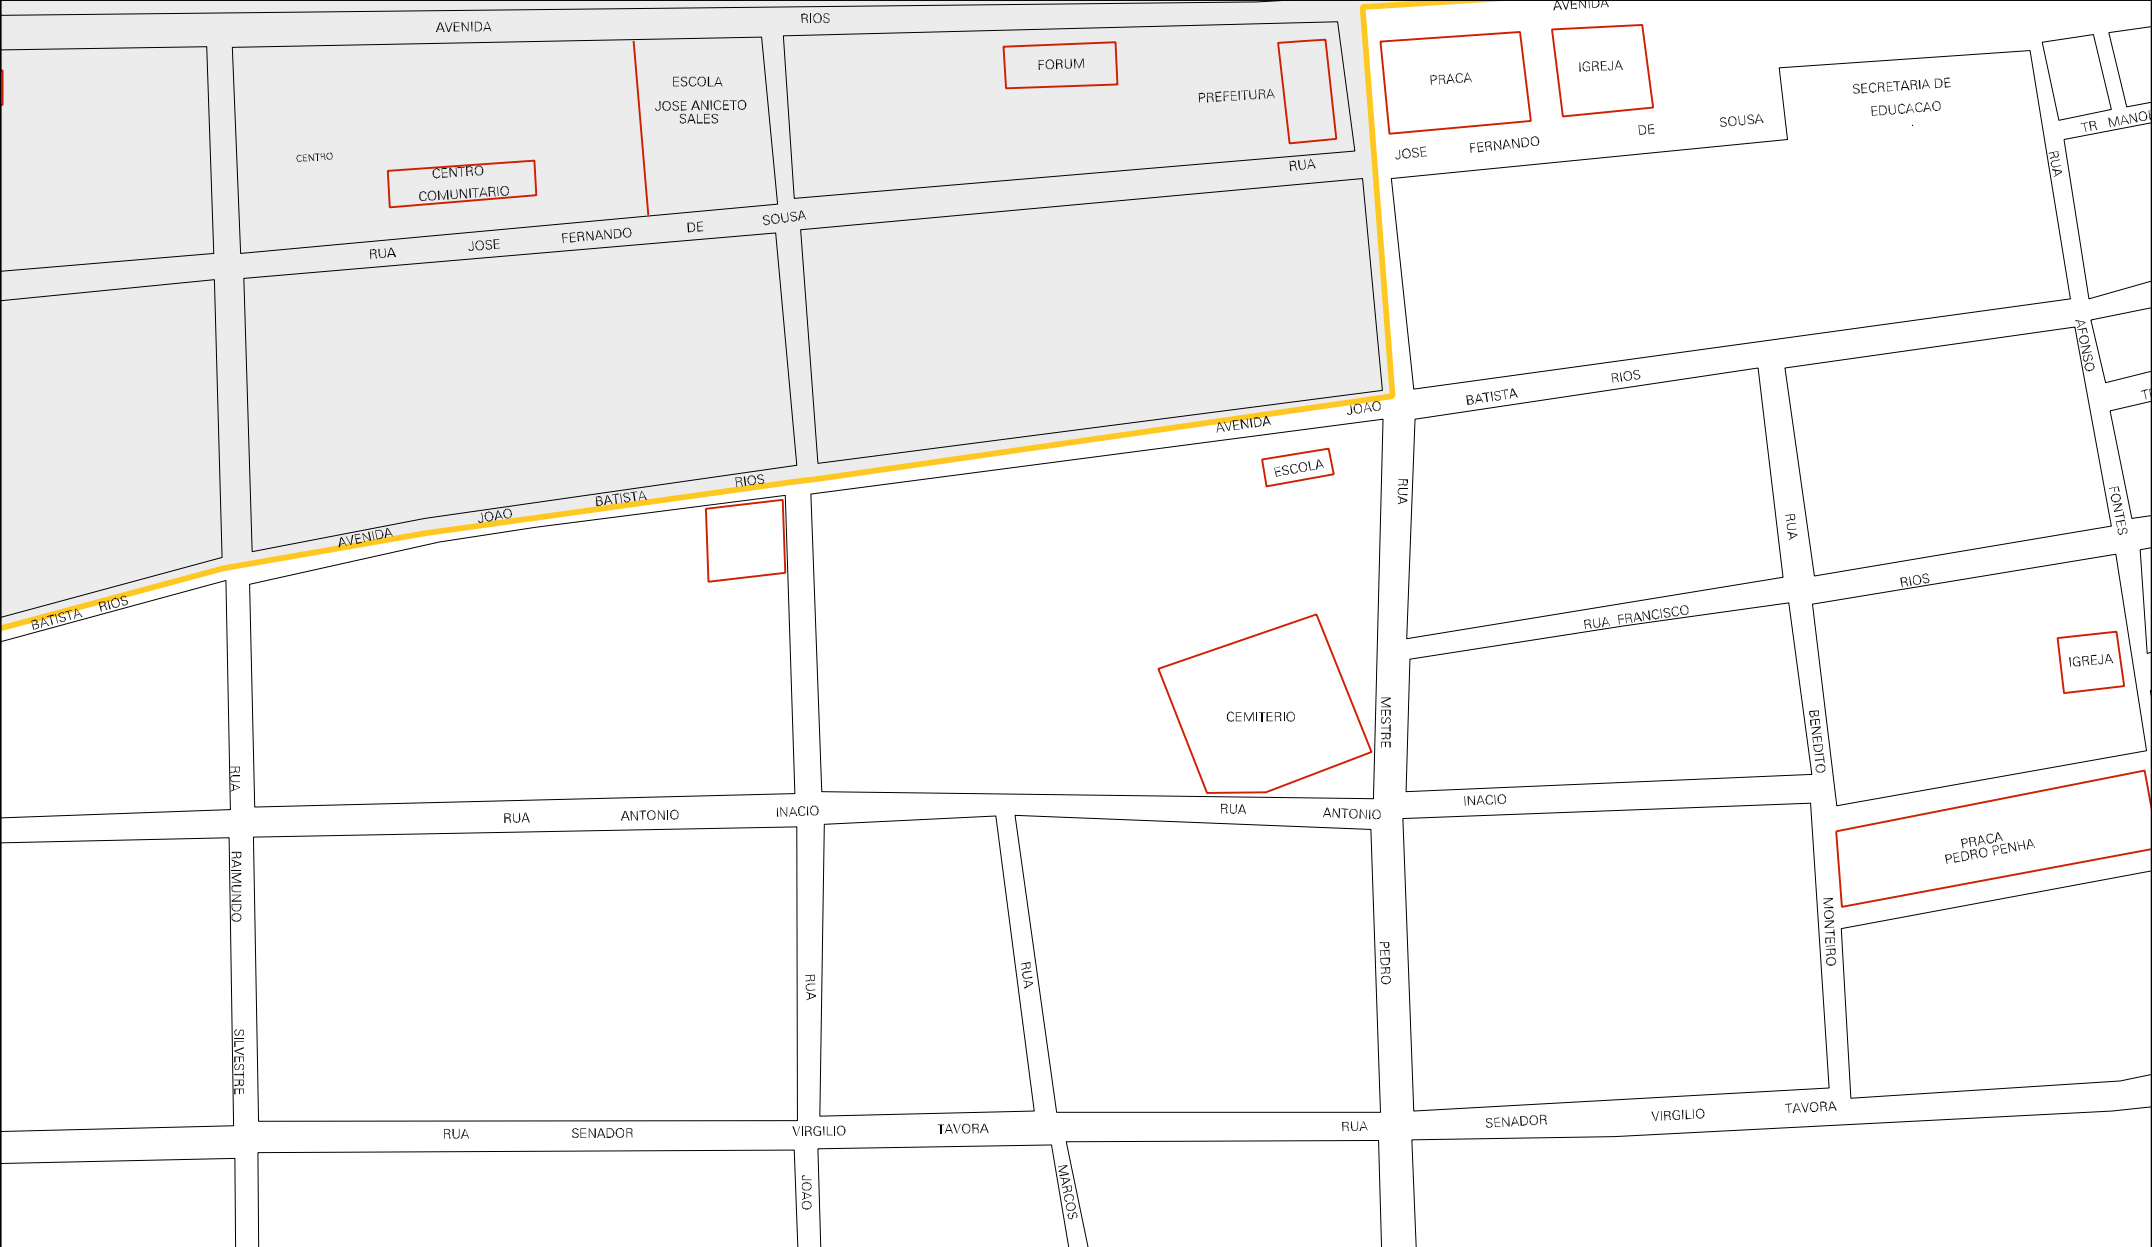 AVENIDA RIOS
AVENIDA
ESCOLA
JOSE ANICETO
SALES
FORUM
PREFEITURA
PRACA
IGREJA
SECRETARIA DE
EDUCACAO
.
TR
CENTRO
CENTRO
COMUNITARIO
RUA JOSE FERNANDO DE SOUSA
RUA JOSE FERNANDO DE SOUSA
RUA AFONSO FONTES
BATISTA RIOS
AVENIDA JOAO BATISTA RIOS
AVENIDA JOAO BATISTA RIOS
ESCOLA
CEMITERIO
RUA FRANCISCO RIOS
IGREJA
RUA MESTRE PEDRO
RUA BENEDITO MONTEIRO
RUA RAIMUNDO SILVESTRE
RUA ANTONIO INACIO
RUA ANTONIO INACIO
PRACA
PEDRO PENHA
RUA JOAO
RUA MARCOS
RUA SENADOR VIRGILIO TAVORA
RUA SENADOR VIRGILIO TAVORA